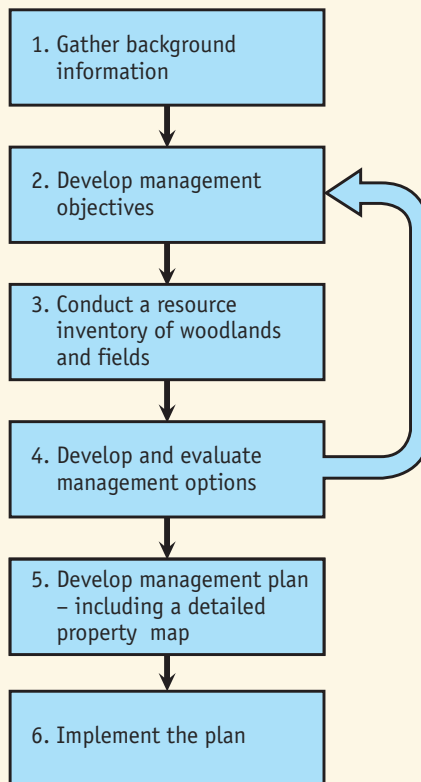 1. Gather background
information
2. Develop management
objectives
3. Conduct a resource
inventory of woodlands
and fields
4. Develop and evaluate
management options
5. Develop management plan
– including a detailed
property map
6. Implement the plan